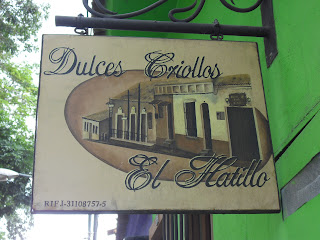 Dulces Criollos
El Hatillo
RIF J-31108757-5